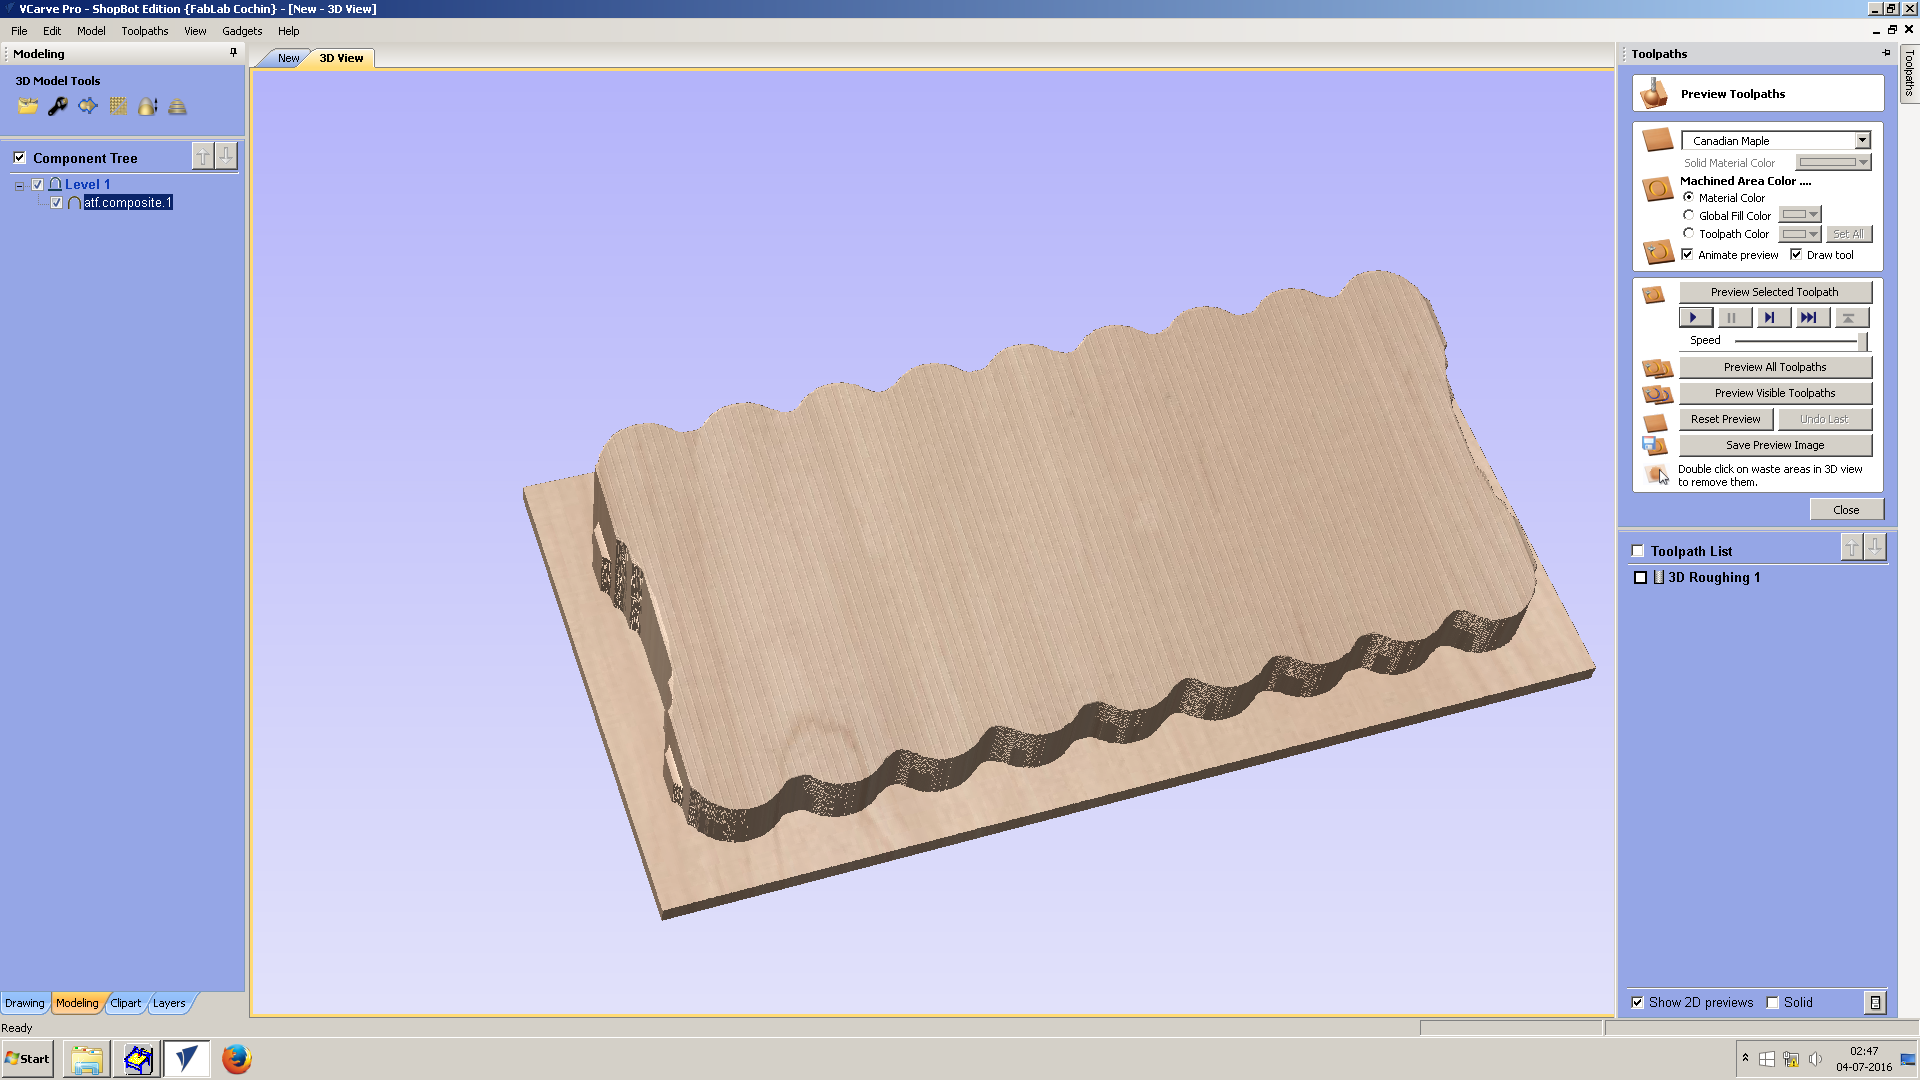 VCarve Pro - ShopBot Edition {FabLab Cochin} - [New - 3D View]
File Edit Model Toolpaths View Gadgets Help
Modeling
3D Model Tools
Component Tree
Level 1
atf.composite.1
Drawing Modeling Clipart Layers
Ready
New 3D View
Toolpaths
Toolpaths
Preview Toolpaths
Canadian Maple
Solid Material Color
Machined Area Color ....
Material Color
Global Fill Color
Toolpath Color Set All
Animate preview Draw tool
Preview Selected Toolpath
Speed
Preview All Toolpaths
Preview Visible Toolpaths
Reset Preview Undo Last
Save Preview Image
Double click on waste areas in 3D view
to remove them.
Close
Toolpath List
3D Roughing 1
Show 2D previews Solid
Start
02:47
04-07-2016